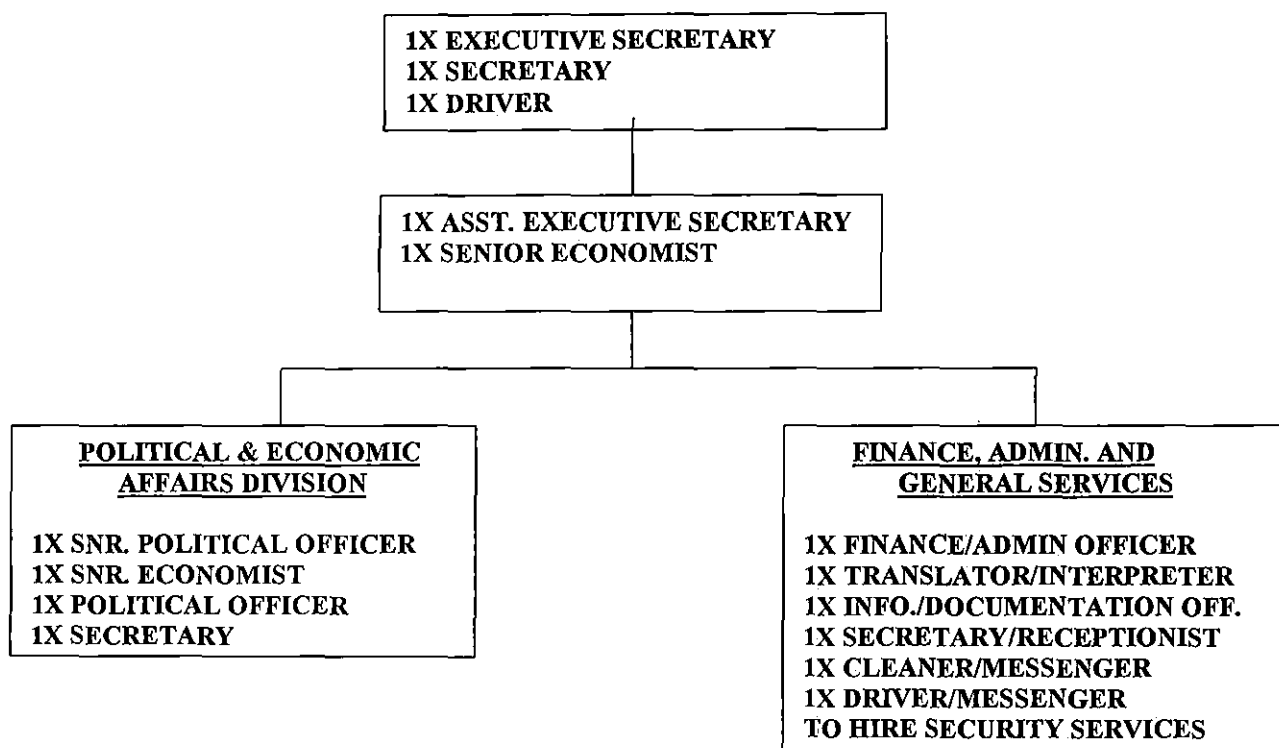 1X EXECUTIVE SECRETARY
1X SECRETARY
1X DRIVER
1X ASST. EXECUTIVE SECRETARY
1X SENIOR ECONOMIST
POLITICAL & ECONOMIC
AFFAIRS DIVISION
1X SNR. POLITICAL OFFICER
1X SNR. ECONOMIST
1X POLITICAL OFFICER
1X SECRETARY
FINANCE, ADMIN. AND
GENERAL SERVICES
1X FINANCE/ADMIN OFFICER
1X TRANSLATOR/INTERPRETER
1X INFO./DOCUMENTATION OFF.
1X SECRETARY/RECEPTIONIST
1X CLEANER/MESSENGER
1X DRIVER/MESSENGER
TO HIRE SECURITY SERVICES